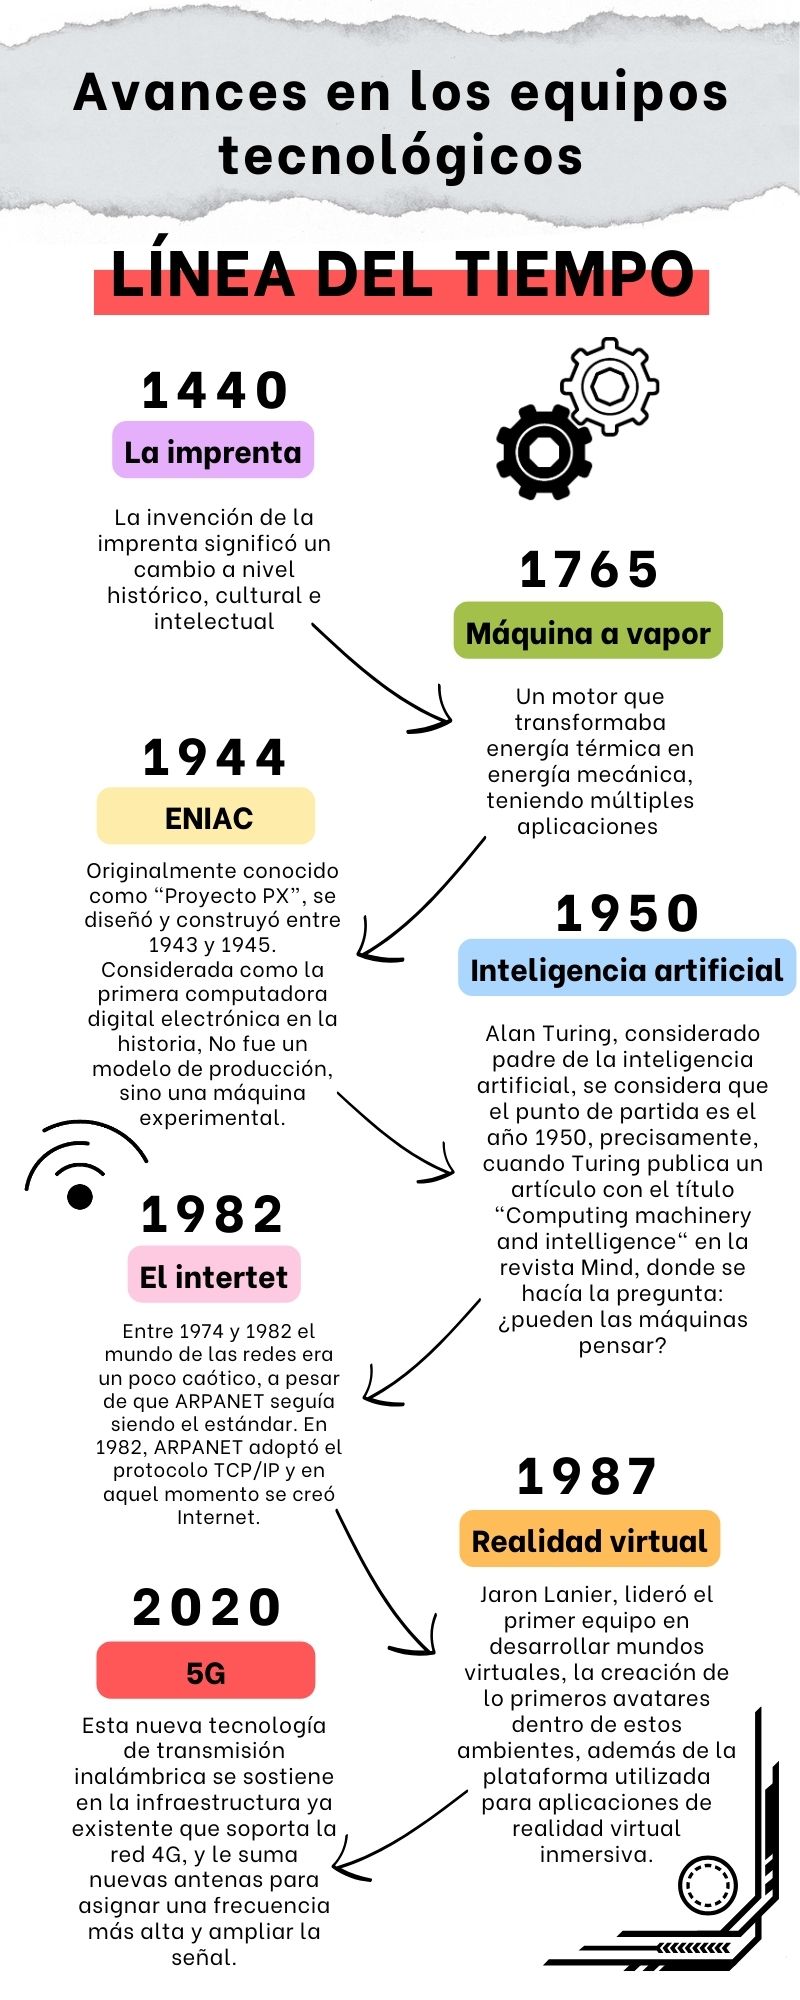 Avances en los equipos
tecnológicos
LÍNEA DEL TIEMPO
1440
La imprenta
La invención de la
imprenta significó un
cambio a nivel
histórico, cultural e
intelectual
1765
Máquina a vapor
Un motor que
transformaba
energía térmica en
energía mecánica,
teniendo múltiples
aplicaciones
1944
ENIAC
Originalmente conocido
como “Proyecto PX”, se
diseñó y construyó entre
1943 y 1945.
Considerada como la
primera computadora
digital electrónica en la
historia, No fue un
modelo de producción,
sino una máquina
experimental.
1950
Inteligencia artificial
Alan Turing, considerado
padre de la inteligencia
artificial, se considera que
el punto de partida es el
año 1950, precisamente,
cuando Turing publica un
artículo con el título
“Computing machinery
and intelligence“ en la
revista Mind, donde se
hacía la pregunta:
¿pueden las máquinas
pensar?
1982
El intertet
Entre 1974 y 1982 el
mundo de las redes era
un poco caótico, a pesar
de que ARPANET seguía
siendo el estándar. En
1982, ARPANET adoptó el
protocolo TCP/IP y en
aquel momento se creó
Internet.
1987
Realidad virtual
Jaron Lanier, lideró el
primer equipo en
desarrollar mundos
virtuales, la creación de
lo primeros avatares
dentro de estos
ambientes, además de la
plataforma utilizada
para aplicaciones de
realidad virtual
inmersiva.
2020
5G
Esta nueva tecnología
de transmisión
inalámbrica se sostiene
en la infraestructura ya
existente que soporta la
red 4G, y le suma
nuevas antenas para
asignar una frecuencia
más alta y ampliar la
señal.